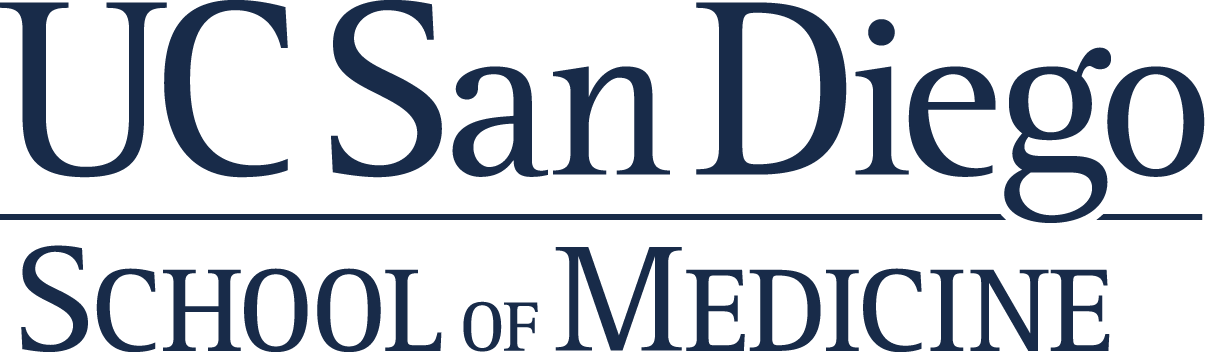 UC San Diego
SCHOOL OF MEDICINE